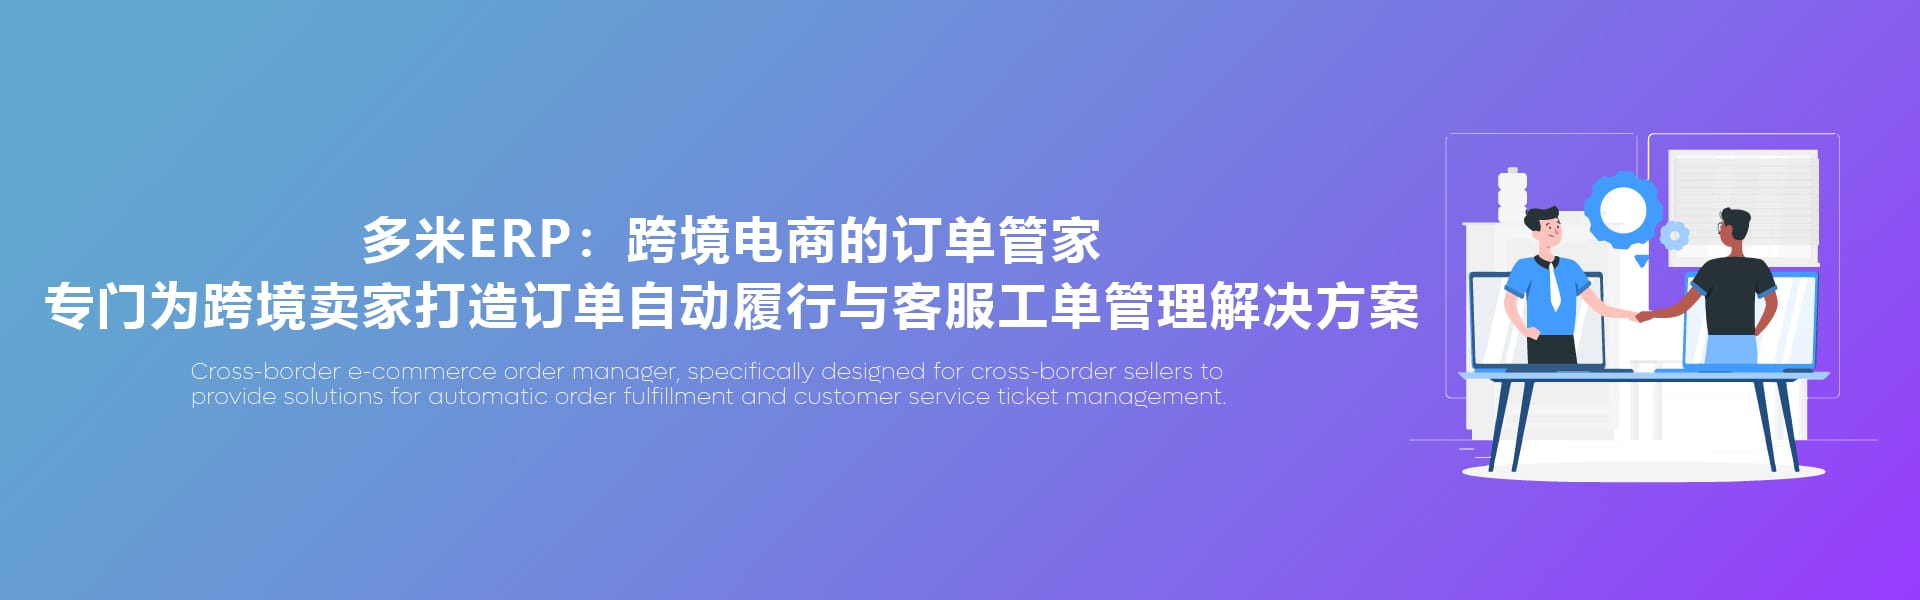 多米ERP：跨境电商的订单管家
专门为跨境卖家打造订单自动履行与客服工单管理解决方案
Cross-border e-commerce order manager, specifically designed for cross-border sellers to
provide solutions for automatic order fulfillment and customer service ticket management.